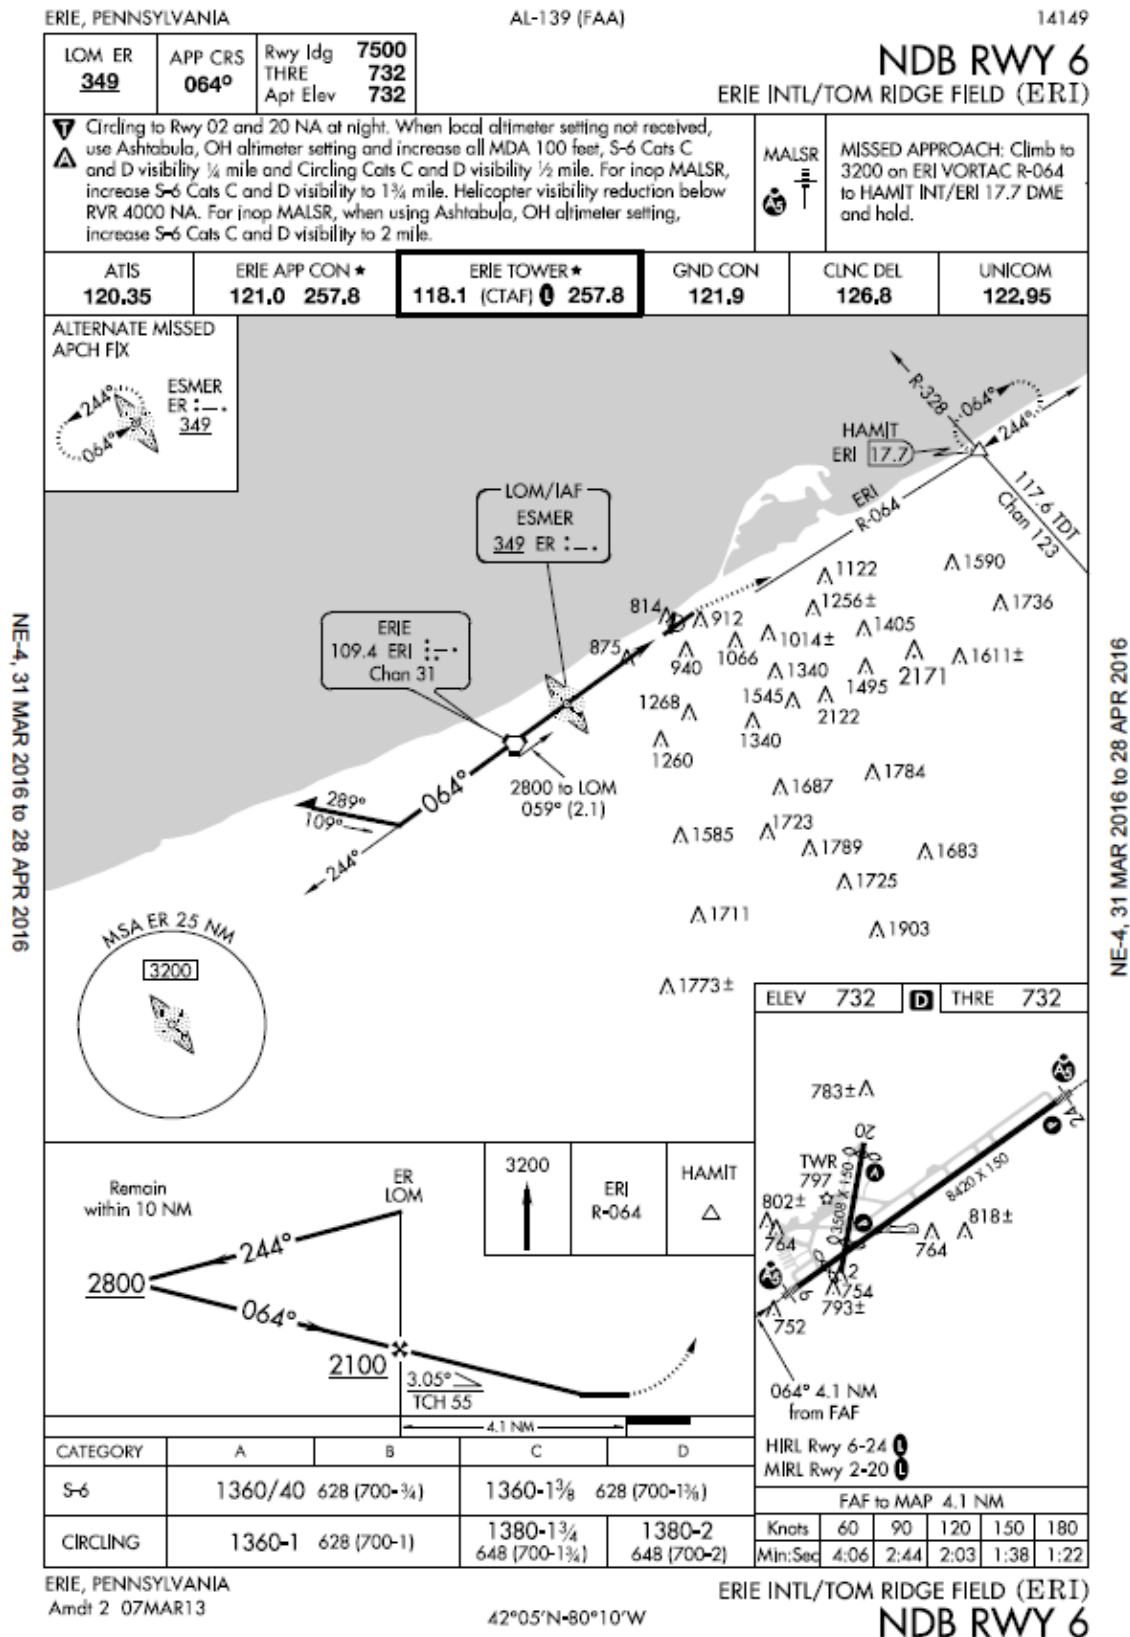 ERIE, PENNSYLVANIA
AL-139 (FAA)
14149
LOM ER
349
APP CRS
064°
Rwy ldg 7500
THRE 732
Apt Elev 732
NDB RWY 6
ERIE INTL/TOM RIDGE FIELD (ERI)
T
A
Circling to Rwy 02 and 20 NA at night. When local altimeter setting not received,
use Ashtabula, OH altimeter setting and increase all MDA 100 feet, S-6 Cats C
and D visibility ¼ mile and Circling Cats C and D visibility ½ mile. For inop MALSR,
increase S-6 Cats C and D visibility to 1¾ mile. Helicopter visibility reduction below
RVR 4000 NA. For inop MALSR, when using Ashtabula, OH altimeter setting,
increase S-6 Cats C and D visibility to 2 mile.
MALSR
A5
MISSED APPROACH: Climb to
3200 on ERI VORTAC R-064
to HAMIT INT/ERI 17.7 DME
and hold.
ATIS
120.35
ERIE APP CON ★
121.0 257.8
ERIE TOWER ★
118.1 (CTAF) L 257.8
GND CON
121.9
CLNC DEL
126.8
UNICOM
122.95
ALTERNATE MISSED
APCH FIX
244°
064°
ESMER
ER
349
R-328
064°
244°
HAMIT
ERI 17.7
117.6 TDT
Chan 123
ERI
R-064
LOM/IAF
ESMER
349 ER
ERIE
109.4 ERI
Chan 31
814
912
875
940
1066
1122
1256±
1014±
1405
1590
1736
1340
1495
2171
1611±
1268
1545
2122
1340
1260
2800 to LOM
059° (2.1)
064°
289°
109°
244°
1687
1784
1585
1723
1789
1683
1725
1711
1903
1773±
MSA ER 25 NM
3200
NE-4, 31 MAR 2016 to 28 APR 2016
NE-4, 31 MAR 2016 to 28 APR 2016
ELEV 732
D
THRE 732
783±
A5
24
20
TWR
797
3508 X 150
8420 X 150
802±
764
764
818±
A5
2
754
793±
6
752
064° 4.1 NM
from FAF
HIRL Rwy 6-24 L
MIRL Rwy 2-20 L
Remain
within 10 NM
ER
LOM
3200
ERI
R-064
HAMIT
244°
2800
064°
2100
3.05°
TCH 55
4.1 NM
CATEGORY A B C D
S-6 1360/40 628 (700-¾) 1360-1⅜ 628 (700-1⅜)
CIRCLING 1360-1 628 (700-1) 1380-1¾ 648 (700-1¾) 1380-2 648 (700-2)
FAF to MAP 4.1 NM
Knots 60 90 120 150 180
Min:Sec 4:06 2:44 2:03 1:38 1:22
ERIE, PENNSYLVANIA
Amdt 2 07MAR13
42°05'N-80°10'W
ERIE INTL/TOM RIDGE FIELD (ERI)
NDB RWY 6